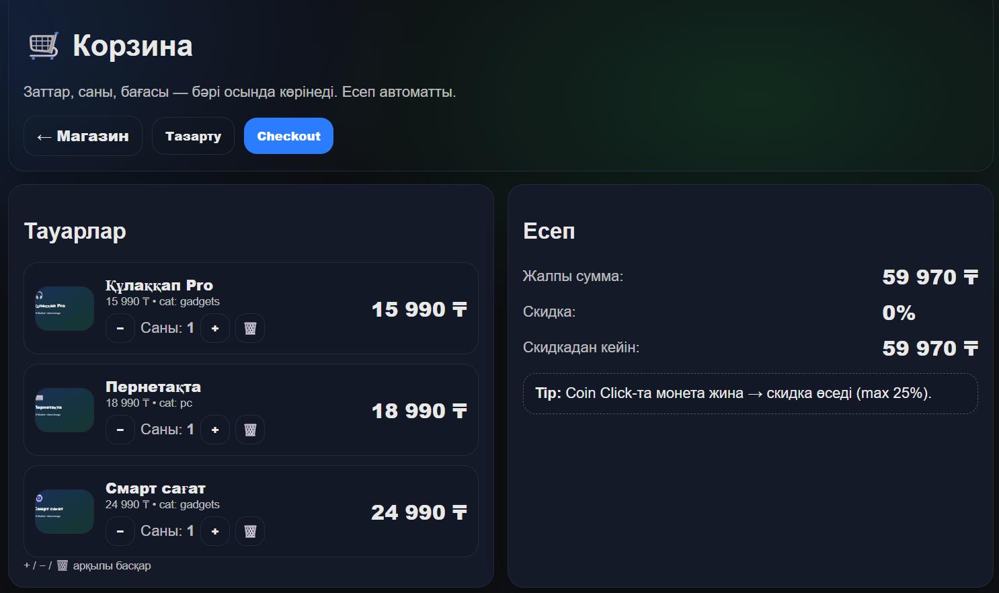 Корзина
Заттар, саны, бағасы — бәрі осында көрінеді. Есеп автоматты.
← Магазин
Тазарту
Checkout
Тауарлар
Құлаққап Pro
15 990 ₸ • cat: gadgets
− Саны: 1 +
15 990 ₸
Пернетақта
18 990 ₸ • cat: pc
− Саны: 1 +
18 990 ₸
Смарт сағат
24 990 ₸ • cat: gadgets
− Саны: 1 +
24 990 ₸
+ / − / 🗑️ арқылы басқар
Есеп
Жалпы сумма: 59 970 ₸
Скидка: 0%
Скидкадан кейін: 59 970 ₸
Tip: Coin Click-та монета жина → скидка өседі (max 25%).